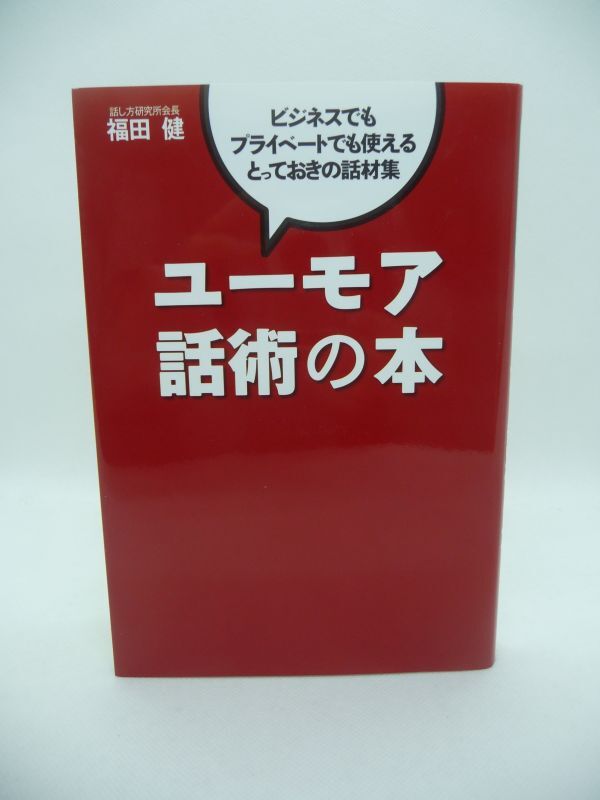 話し方研究所会長
福田 健
ビジネスでも
プライベートでも使える
とっておきの話材集
ユーモア
話術の本